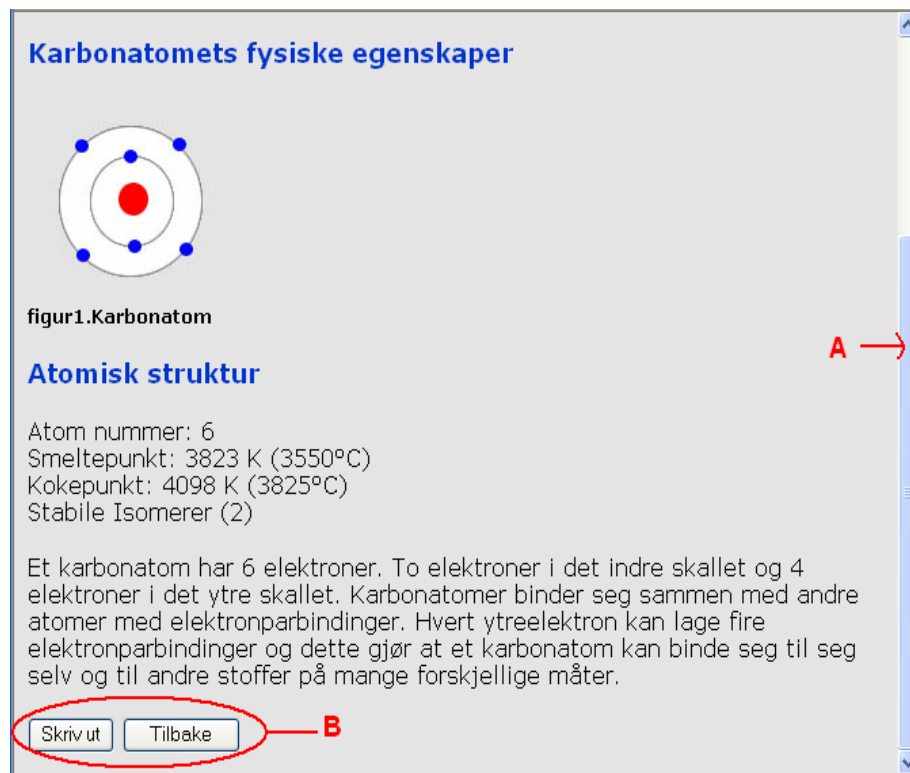 Karbonatomets fysiske egenskaper
figur1.Karbonatom
A
Atomisk struktur
Atom nummer: 6
Smeltepunkt: 3823 K (3550ºC)
Kokepunkt: 4098 K (3825ºC)
Stabile Isomerer (2)
Et karbonatom har 6 elektroner. To elektroner i det indre skallet og 4
elektroner i det ytre skallet. Karbonatomer binder seg sammen med andre
atomer med elektronparbindinger. Hvert ytreelektron kan lage fire
elektronparbindinger og dette gjør at et karbonatom kan binde seg til seg
selv og til andre stoffer på mange forskjellige måter.
Skriv ut Tilbake B